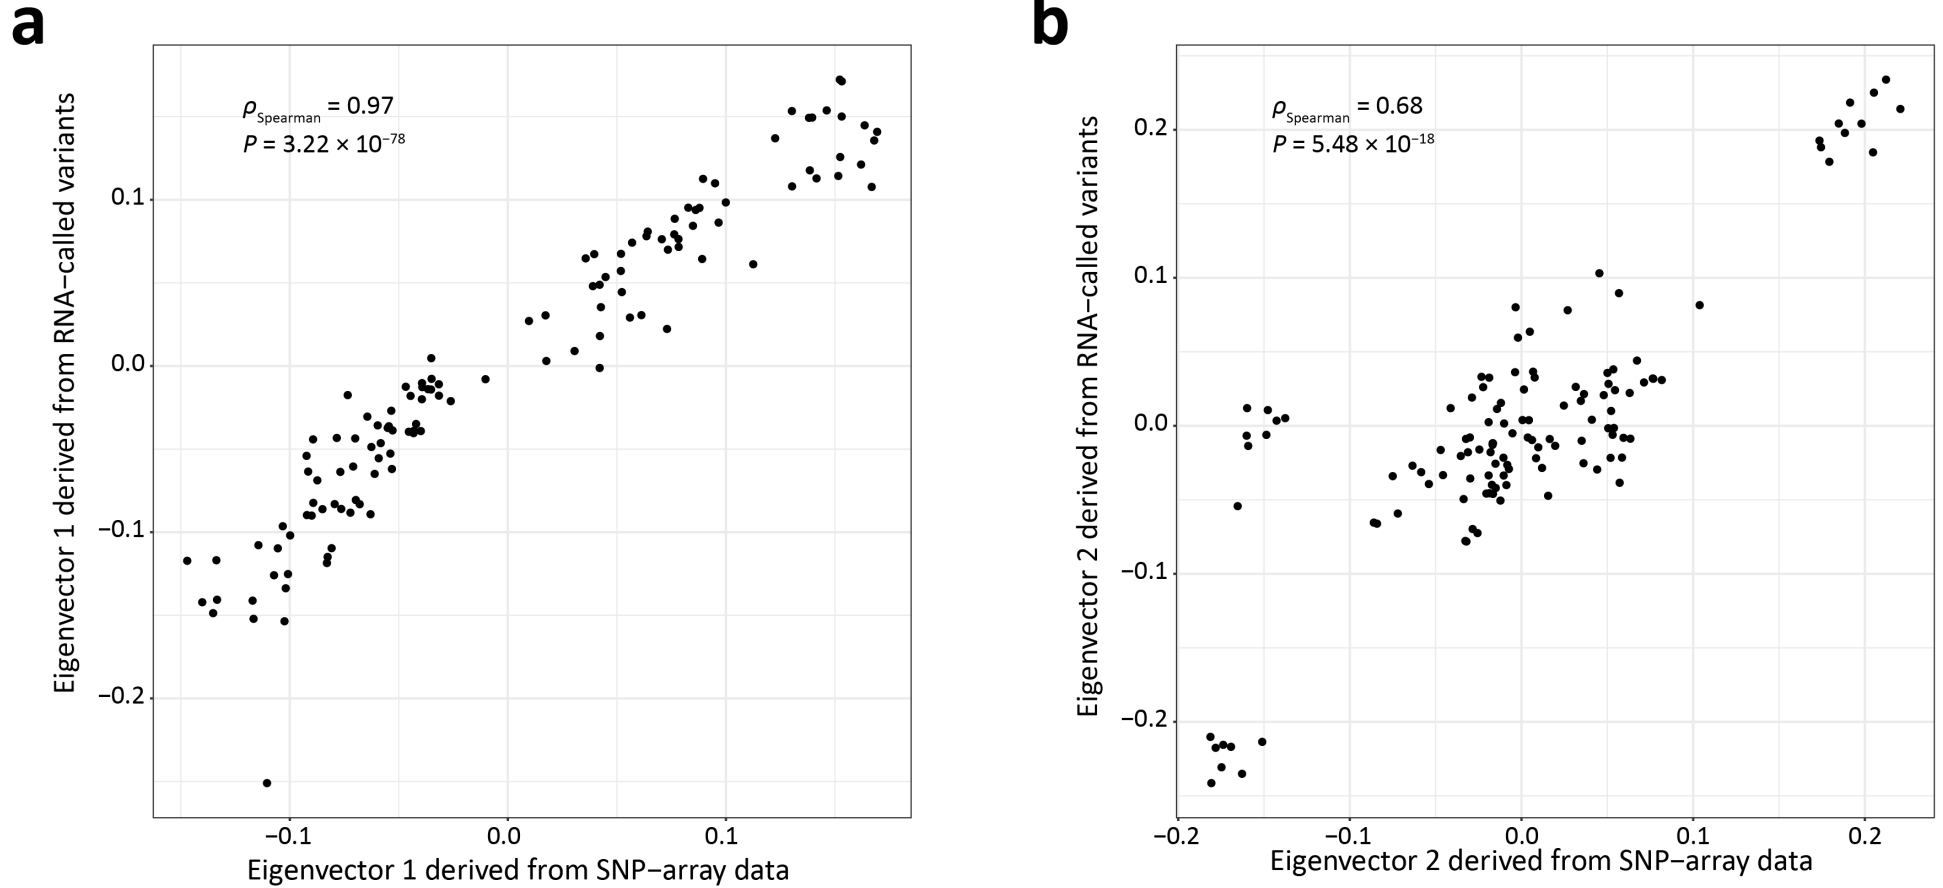 a
ρSpearman = 0.97
P = 3.22 × 10⁻⁷⁸
Eigenvector 1 derived from RNA−called variants
0.1
0.0
−0.1
−0.2
−0.1 0.0 0.1
Eigenvector 1 derived from SNP−array data
b
ρSpearman = 0.68
P = 5.48 × 10⁻¹⁸
Eigenvector 2 derived from RNA−called variants
0.2
0.1
0.0
−0.1
−0.2
−0.2 −0.1 0.0 0.1 0.2
Eigenvector 2 derived from SNP−array data